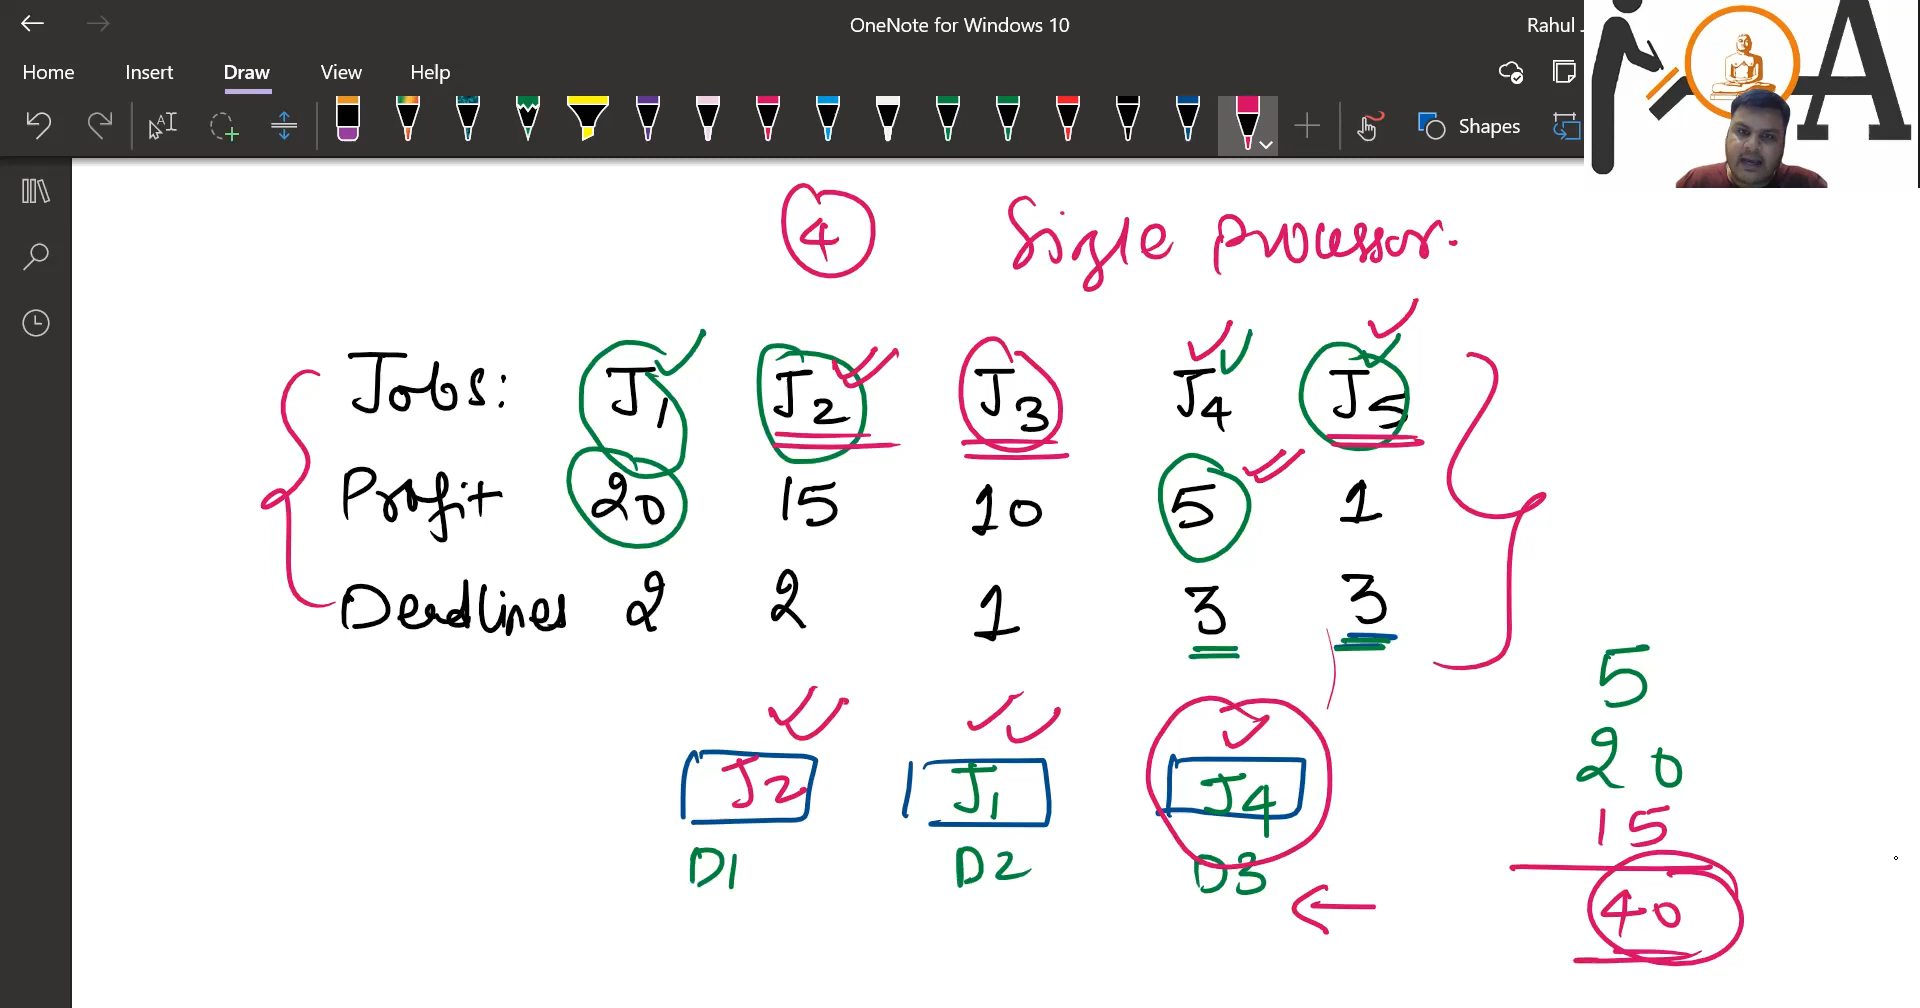 OneNote for Windows 10
Rahul J
Home Insert Draw View Help
Shapes
A
4 Single Processor.
Jobs: J1 J2 J3 J4 J5
Profit 20 15 10 5 1
Deadlines 2 2 1 3 3
J2 J1 J4
D1 D2 D3
5
20
15
40